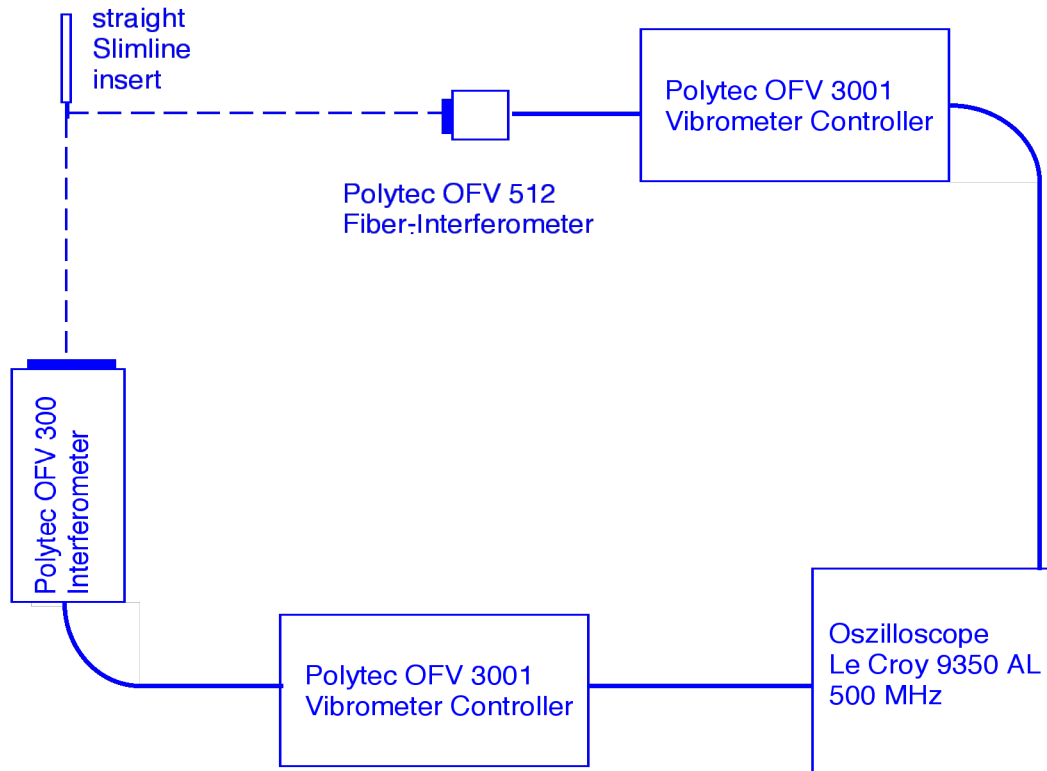 straight
Slimline
insert
Polytec OFV 3001
Vibrometer Controller
Polytec OFV 512
Fiber-Interferometer
Polytec OFV 300
Interferometer
Polytec OFV 3001
Vibrometer Controller
Oszilloscope
Le Croy 9350 AL
500 MHz